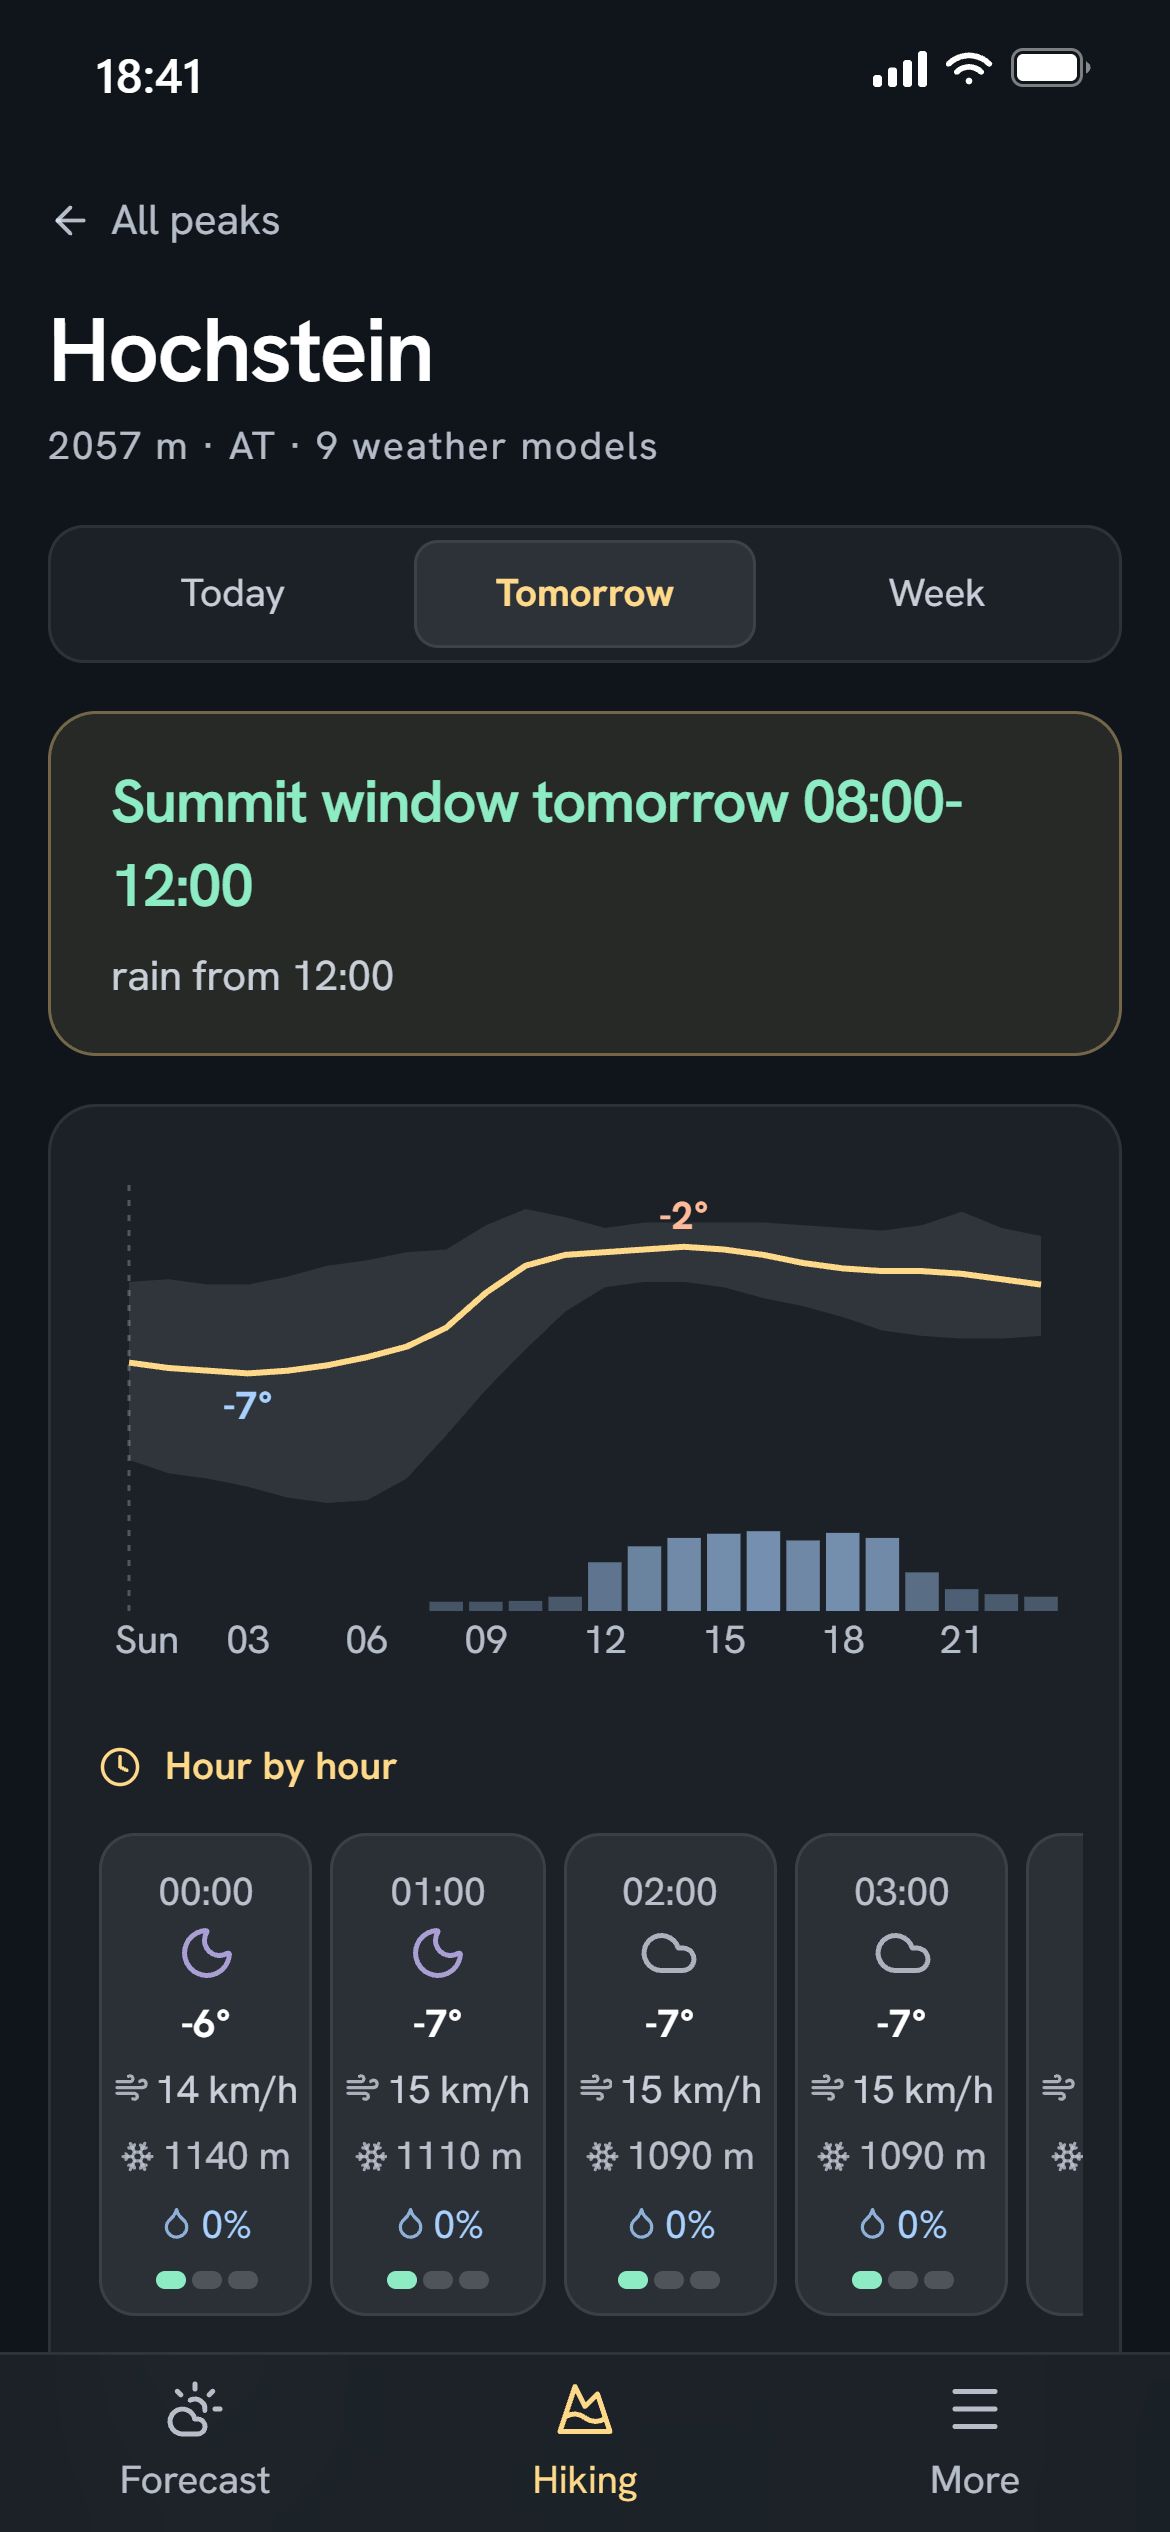 18:41
All peaks
Hochstein
2057 m · AT · 9 weather models
Today Tomorrow Week
Summit window tomorrow 08:00-
12:00
rain from 12:00
-2°
-7°
Sun 03 06 09 12 15 18 21
Hour by hour
00:00 01:00 02:00 03:00
-6° -7° -7° -7°
14 km/h 15 km/h 15 km/h 15 km/h
1140 m 1110 m 1090 m 1090 m
0% 0% 0% 0%
Forecast Hiking More